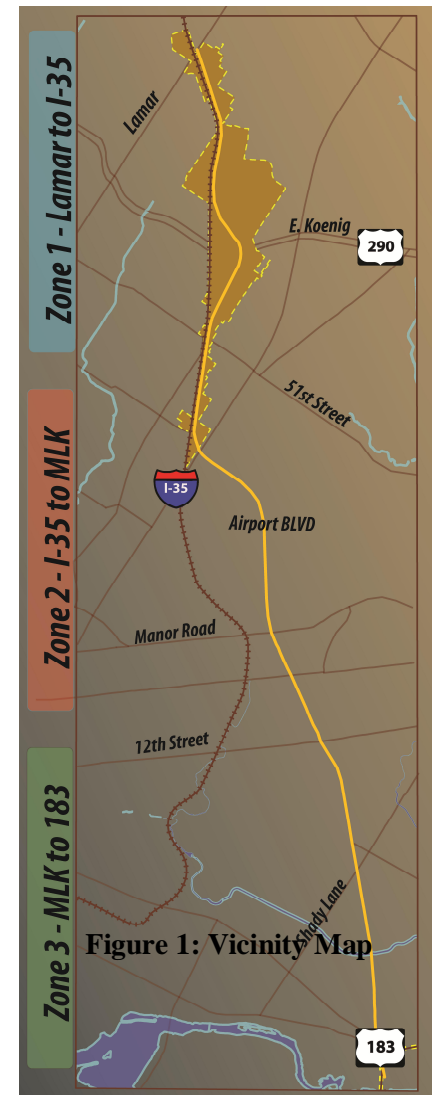 Zone 1 - Lamar to I-35
Lamar
E. Koenig
290
51st Street
Zone 2 - I-35 to MLK
I-35
Airport BLVD
Manor Road
12th Street
Zone 3 - MLK to 183
Shady Lane
Figure 1: Vicinity Map
183